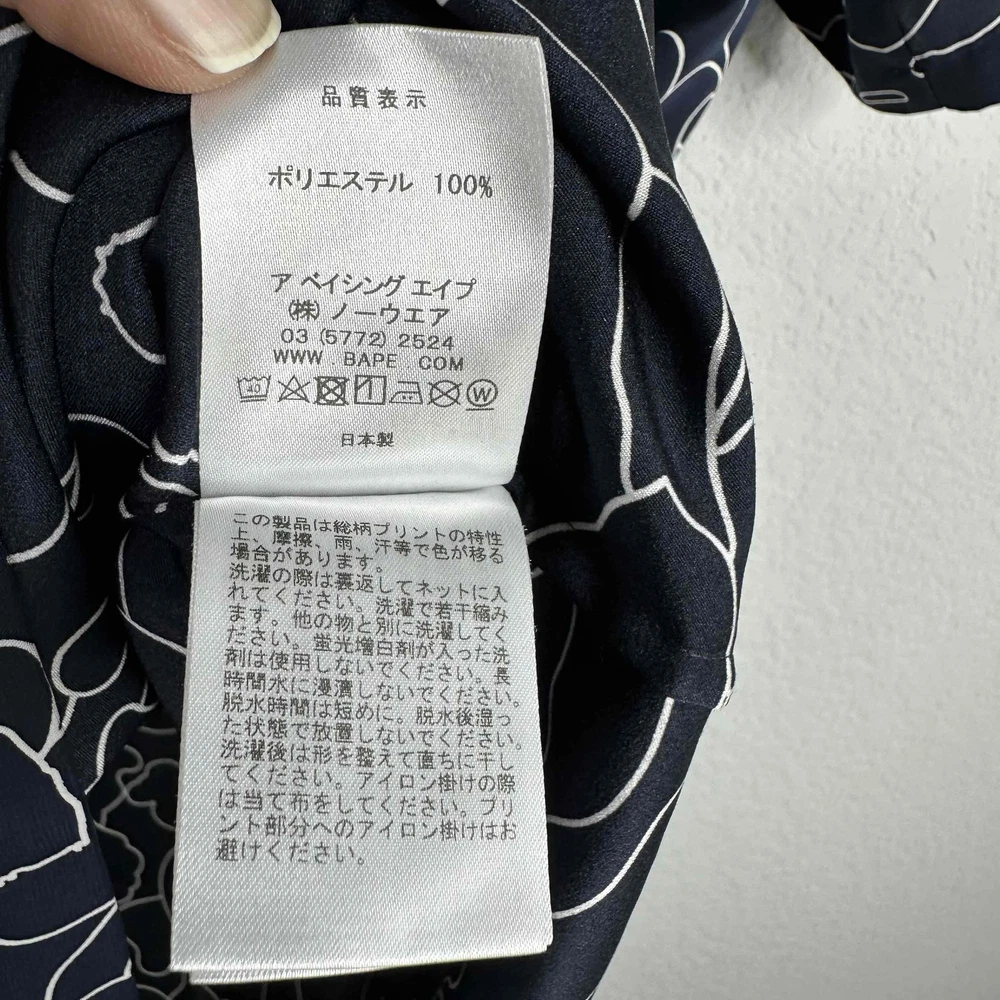 品質表示
ポリエステル 100%
ア ベイシング エイプ
㈱ ノーウエア
03 (5772) 2524
WWW . BAPE . COM
40 W
日本製
この製品は総柄プリントの特性
上、摩擦、雨、汗等で色が移る
場合があります。
洗濯の際は裏返してネットに入
れてください。洗濯で若干縮み
ます。他の物と別に洗濯してく
ださい。蛍光増白剤が入った洗
剤は使用しないでください。長
時間水に浸漬しないでください。
脱水時間は短めに。脱水後湿っ
た状態で放置しないでください。
洗濯後は形を整えて直ちに干し
てください。アイロン掛けの際
は当て布をしてください。プリ
ント部分へのアイロン掛けはお
避けください。